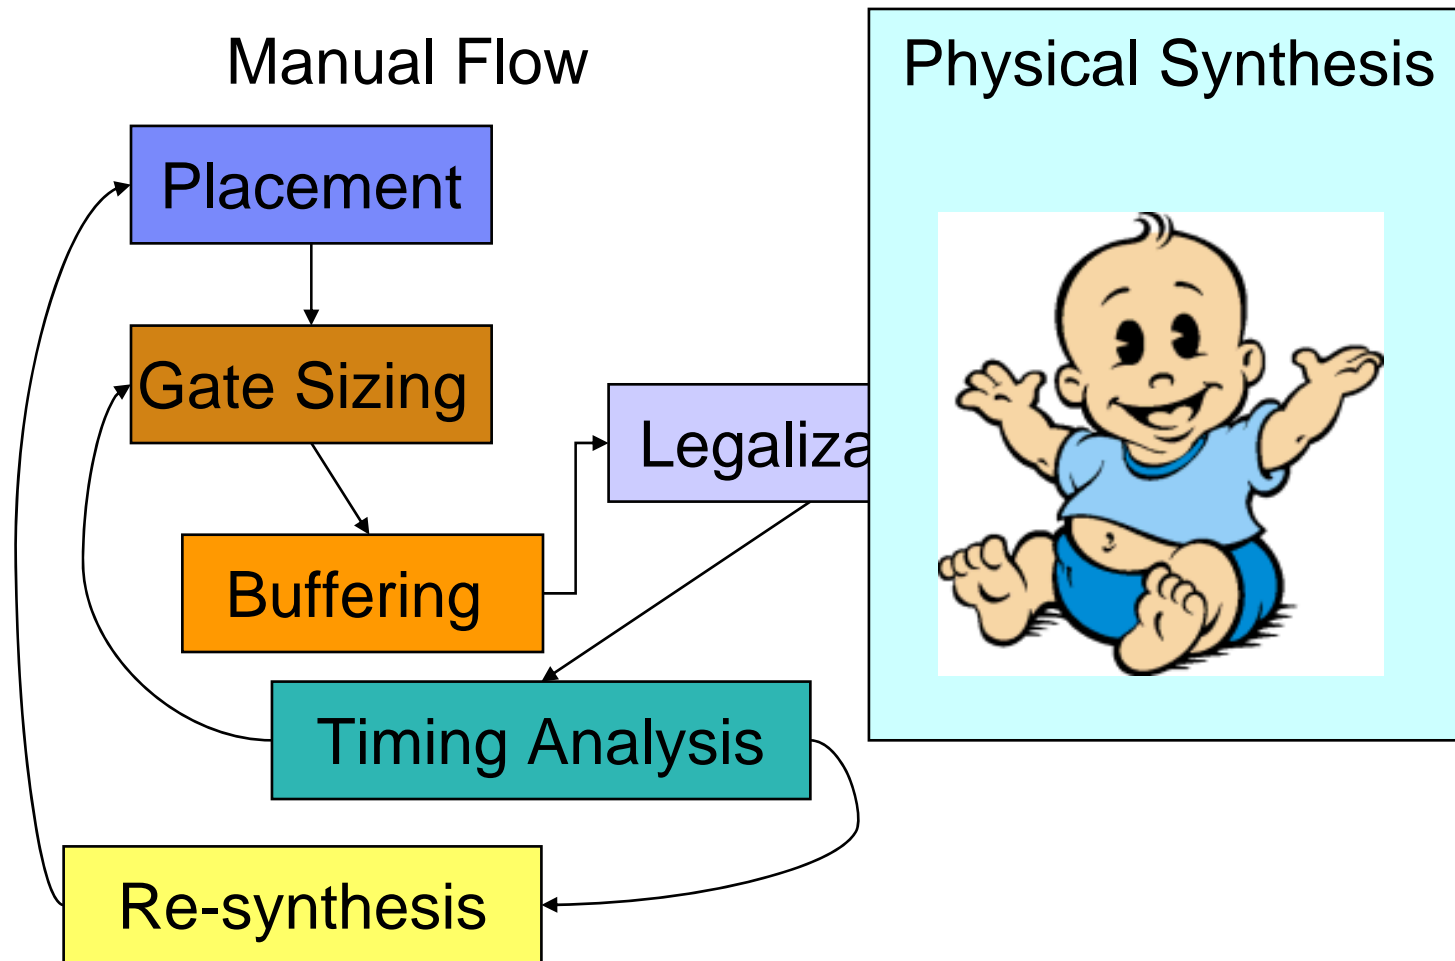 Manual Flow
Physical Synthesis
Placement
Gate Sizing
Legaliza
Buffering
Timing Analysis
Re-synthesis